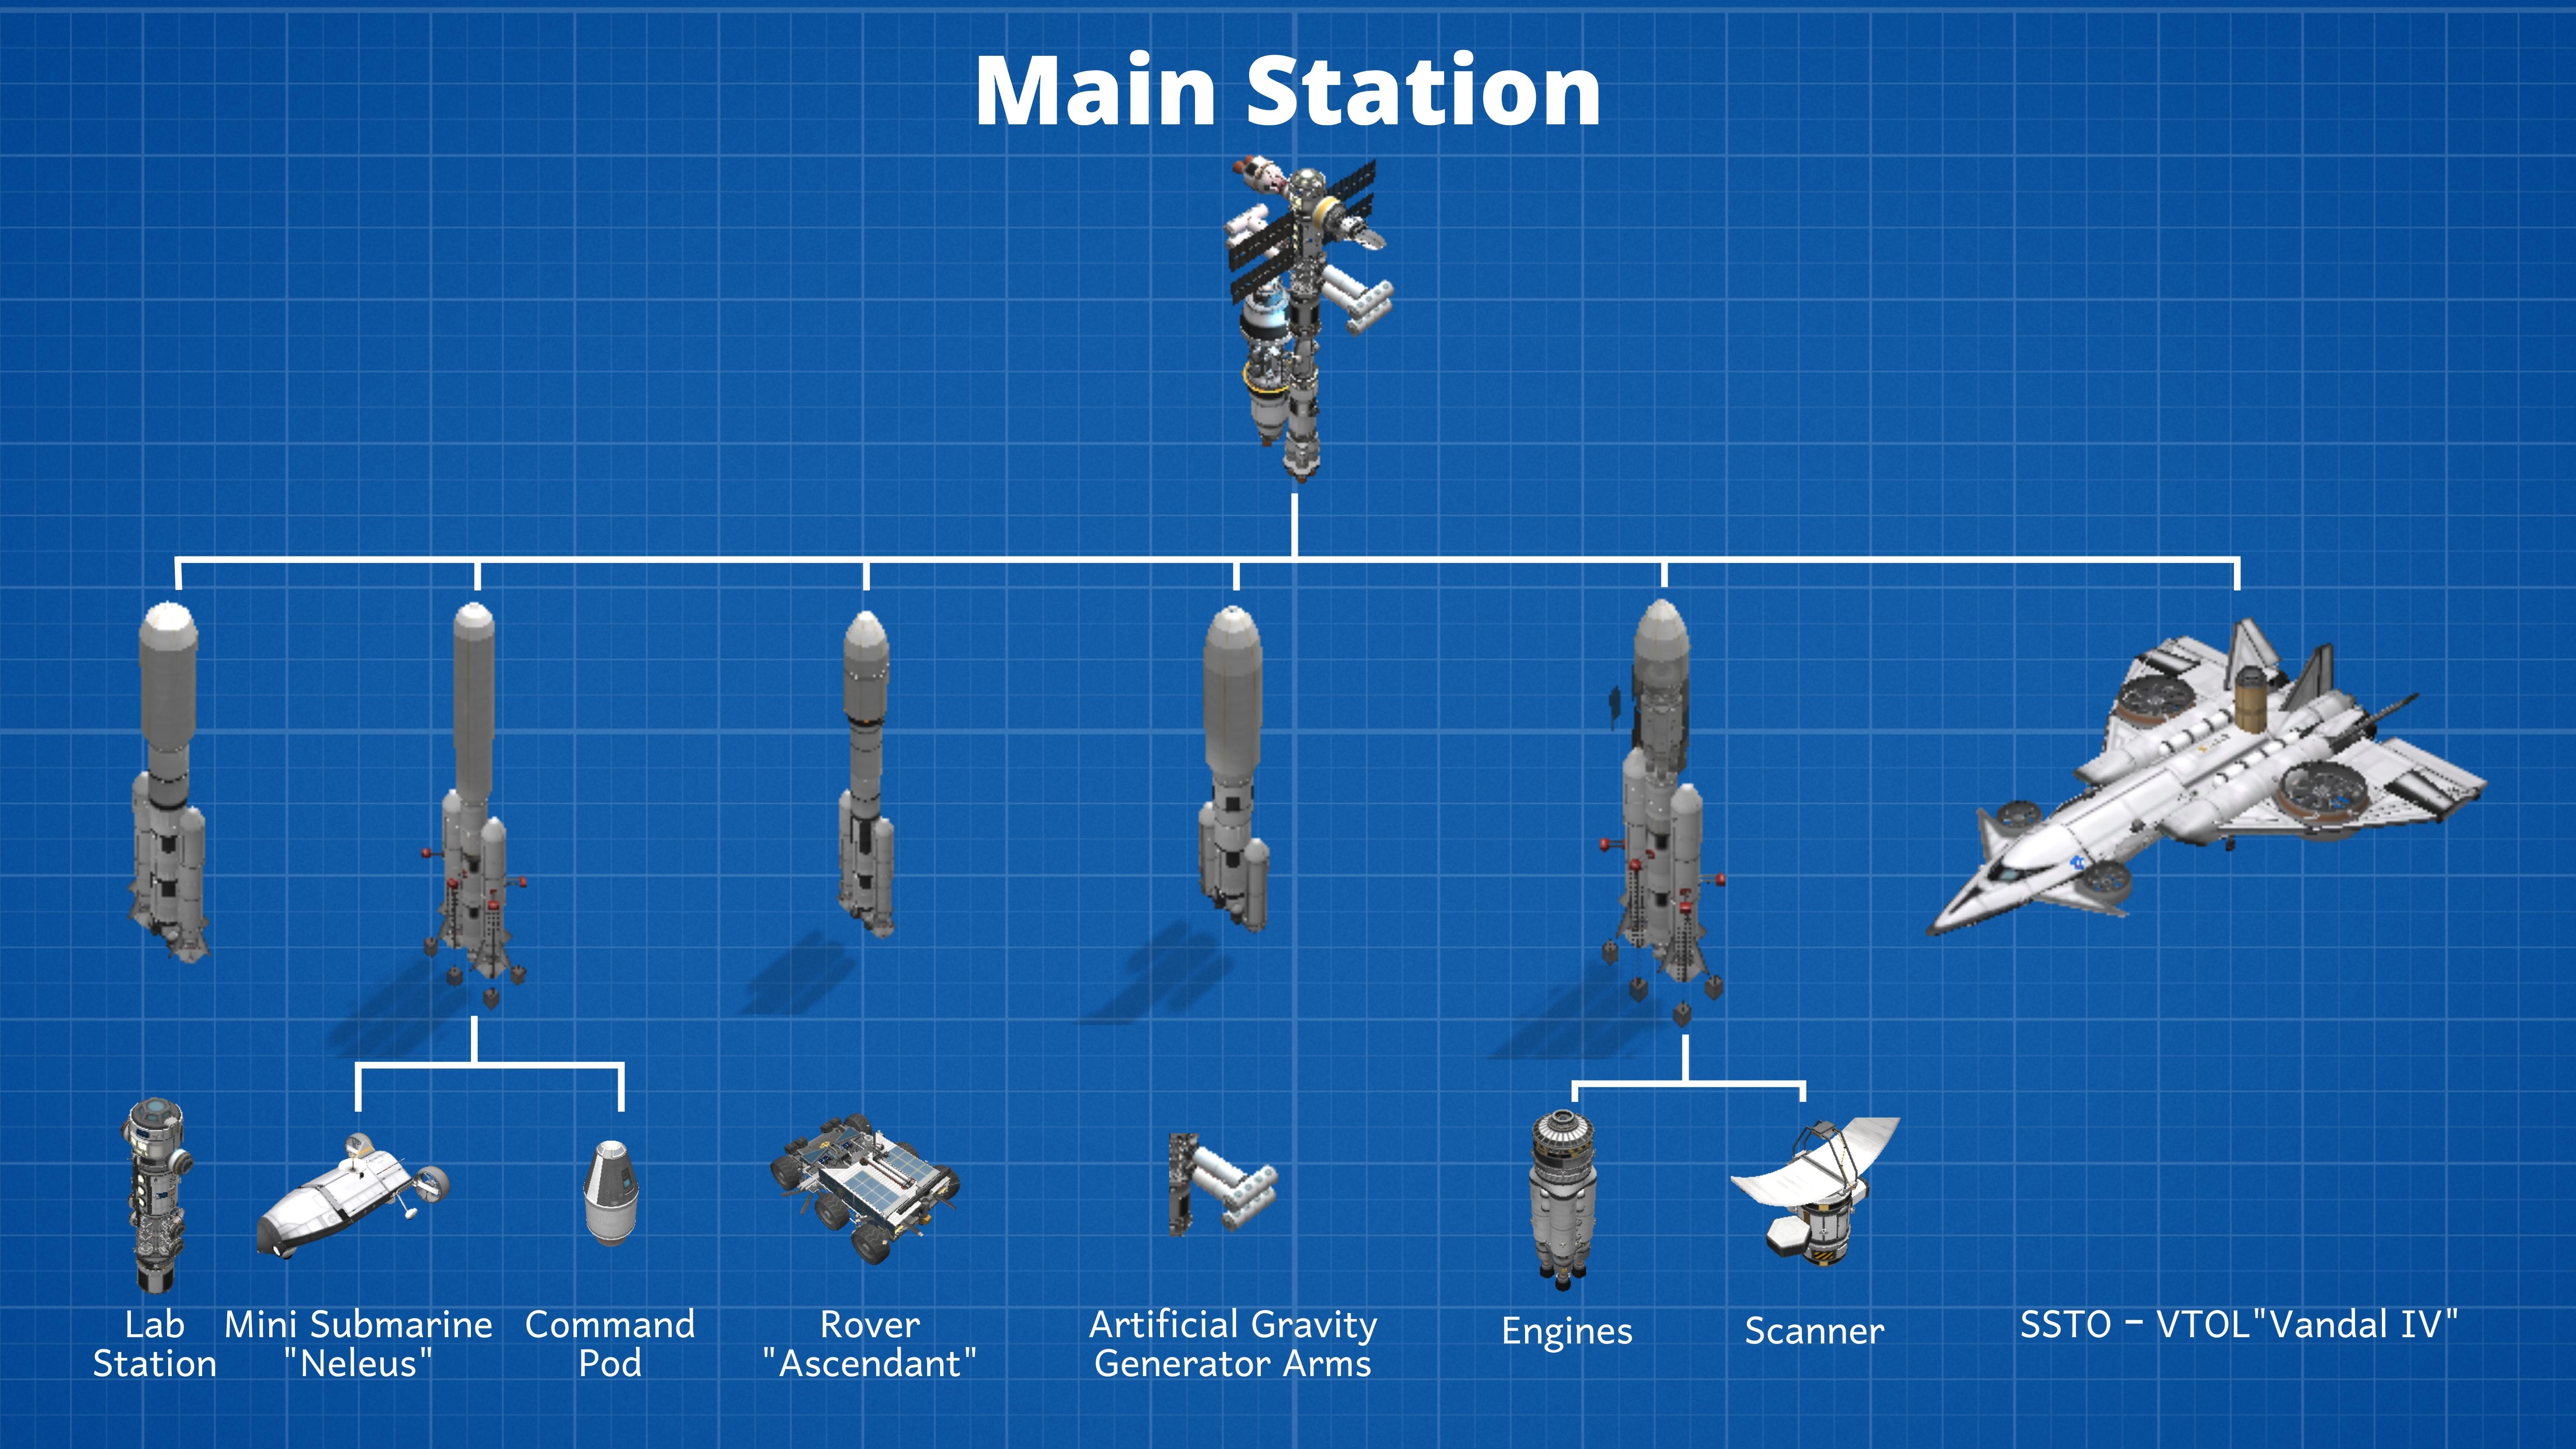 Main Station
Lab
Station
Mini Submarine
"Neleus"
Command
Pod
Rover
"Ascendant"
Artificial Gravity
Generator Arms
Engines
Scanner
SSTO - VTOL"Vandal IV"